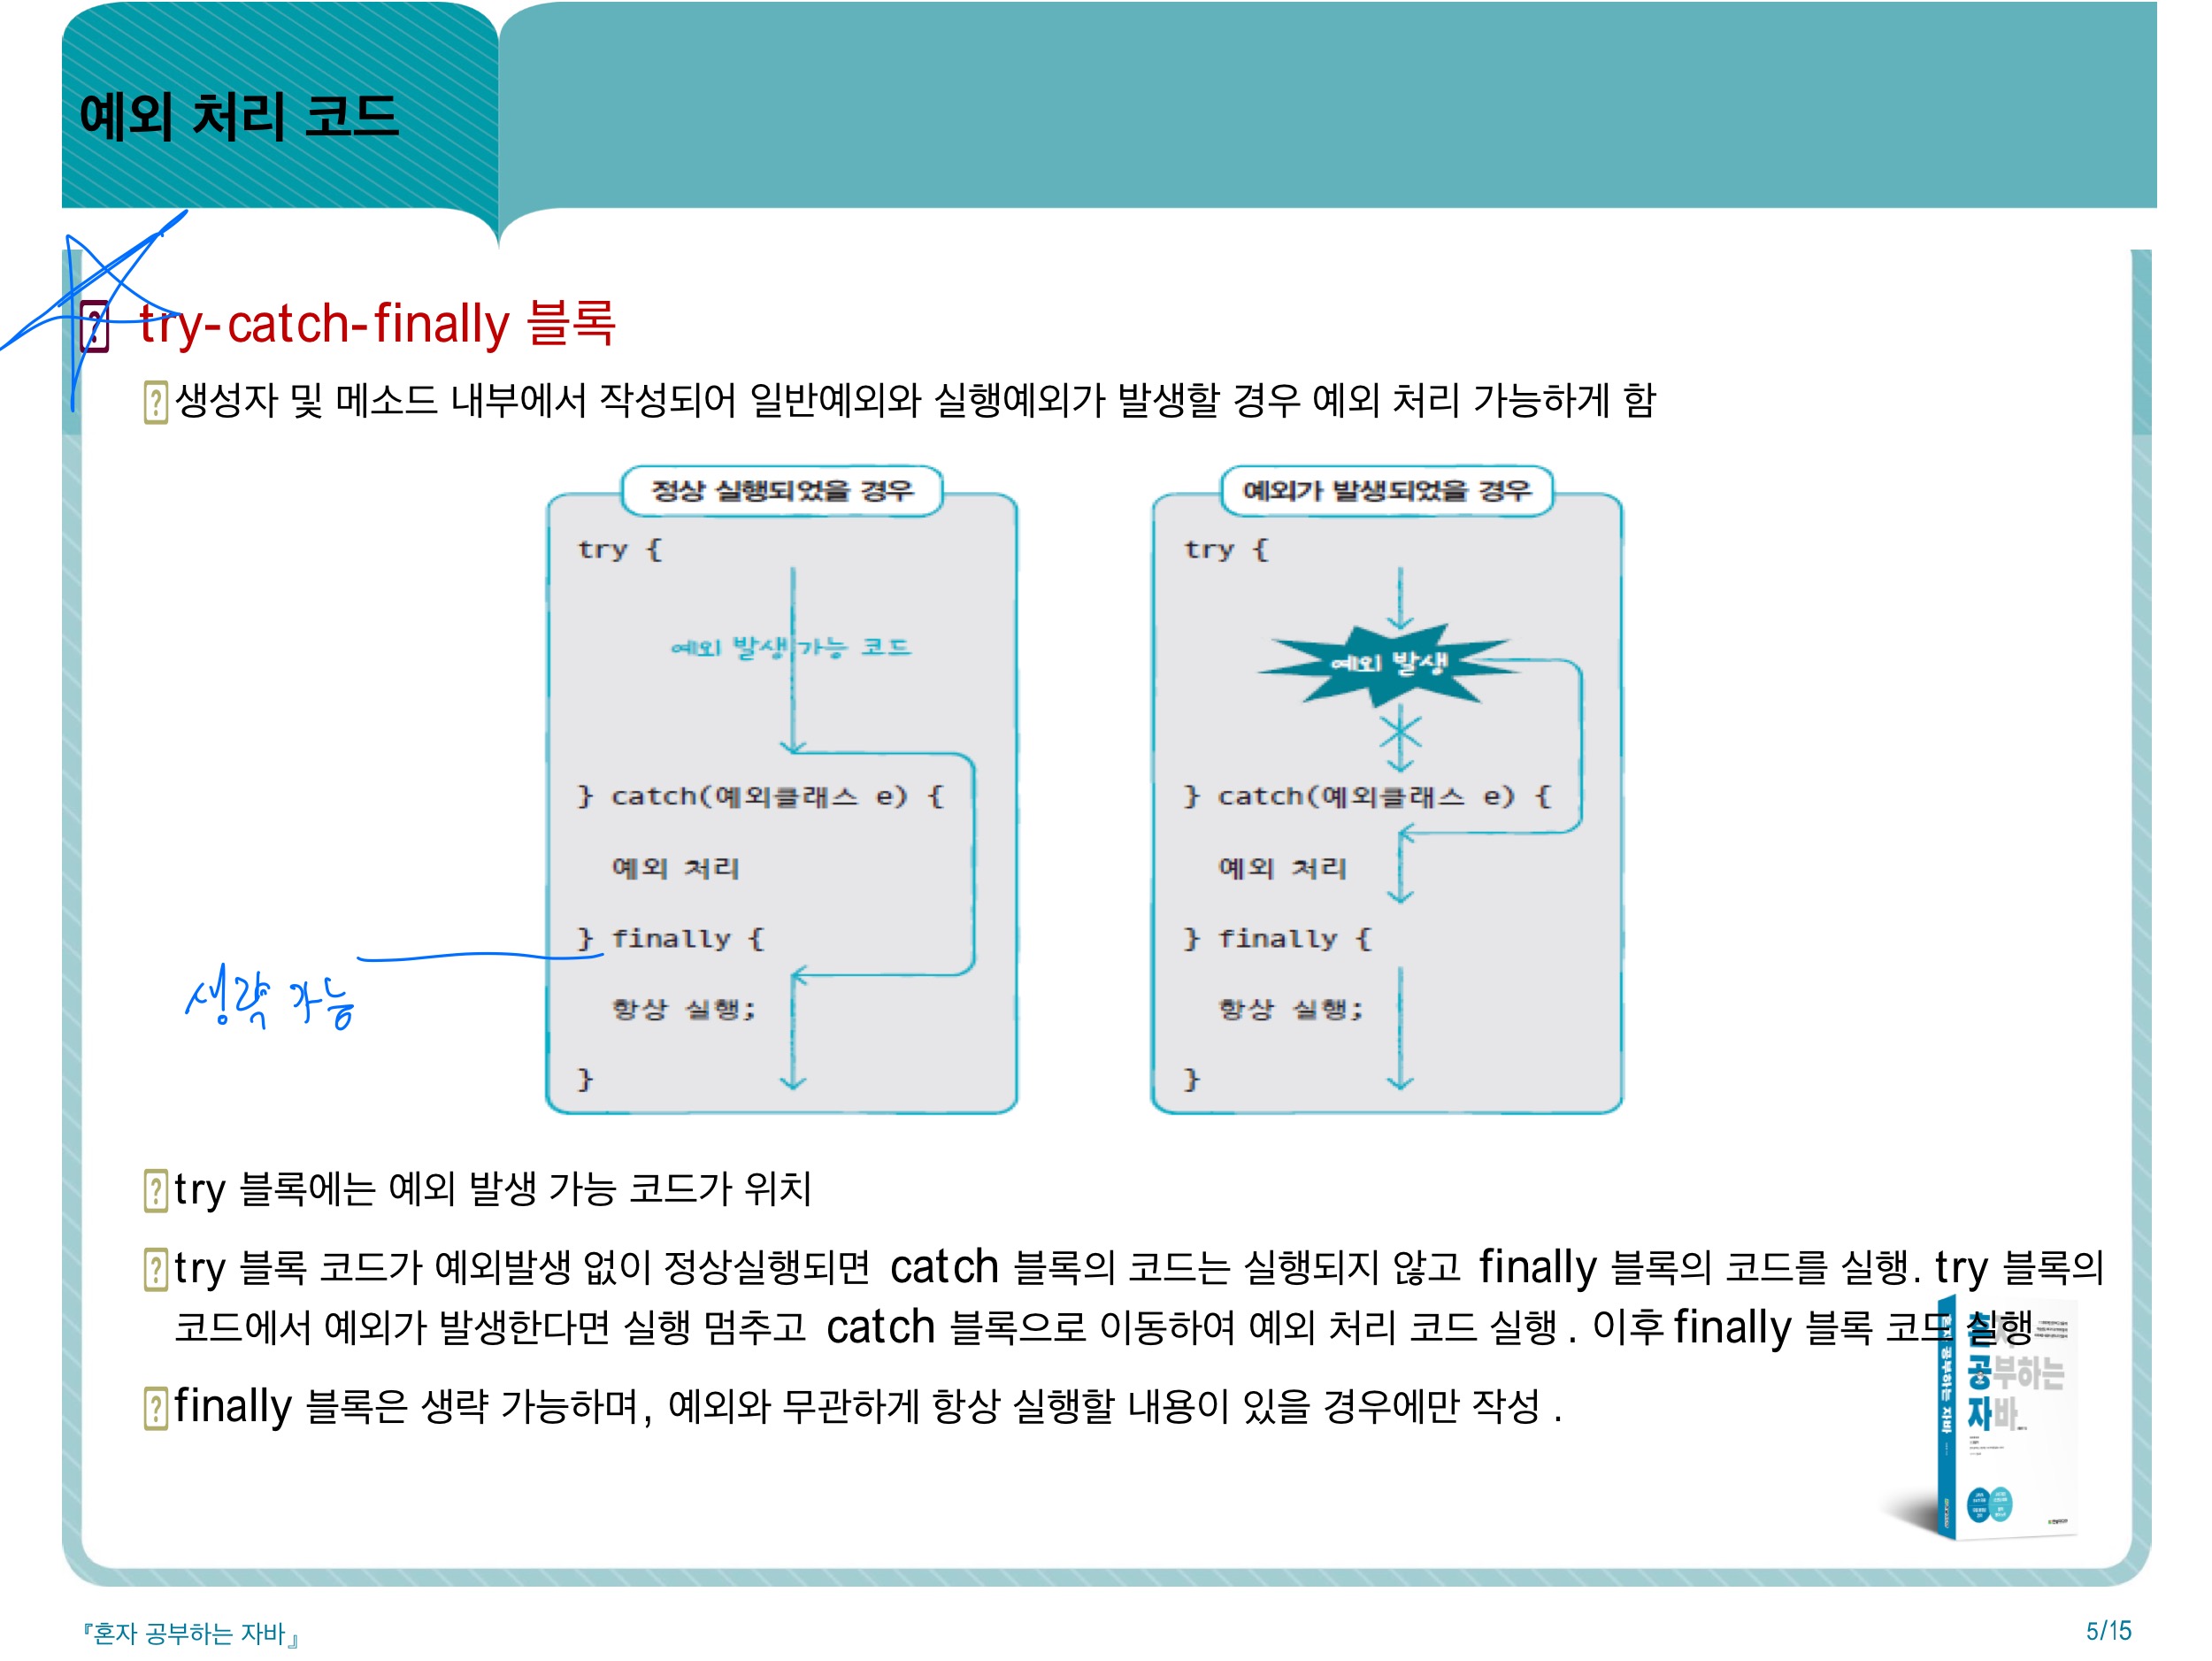 예외 처리 코드
try-catch-finally 블록
생성자 및 메소드 내부에서 작성되어 일반예외와 실행예외가 발생할 경우 예외 처리 가능하게 함
정상 실행되었을 경우
try {
예외 발생 가능 코드
} catch(예외클래스 e) {
예외 처리
} finally {
항상 실행;
}
생략 가능
예외가 발생되었을 경우
try {
예외 발생
} catch(예외클래스 e) {
예외 처리
} finally {
항상 실행;
}
try 블록에는 예외 발생 가능 코드가 위치
try 블록 코드가 예외발생 없이 정상실행되면 catch 블록의 코드는 실행되지 않고 finally 블록의 코드를 실행. try 블록의
코드에서 예외가 발생한다면 실행 멈추고 catch 블록으로 이동하여 예외 처리 코드 실행. 이후 finally 블록 코드 실행
finally 블록은 생략 가능하며, 예외와 무관하게 항상 실행할 내용이 있을 경우에만 작성.
혼자
공부하는
자바
혼자 공부하는 자바
『혼자 공부하는 자바』
5/15